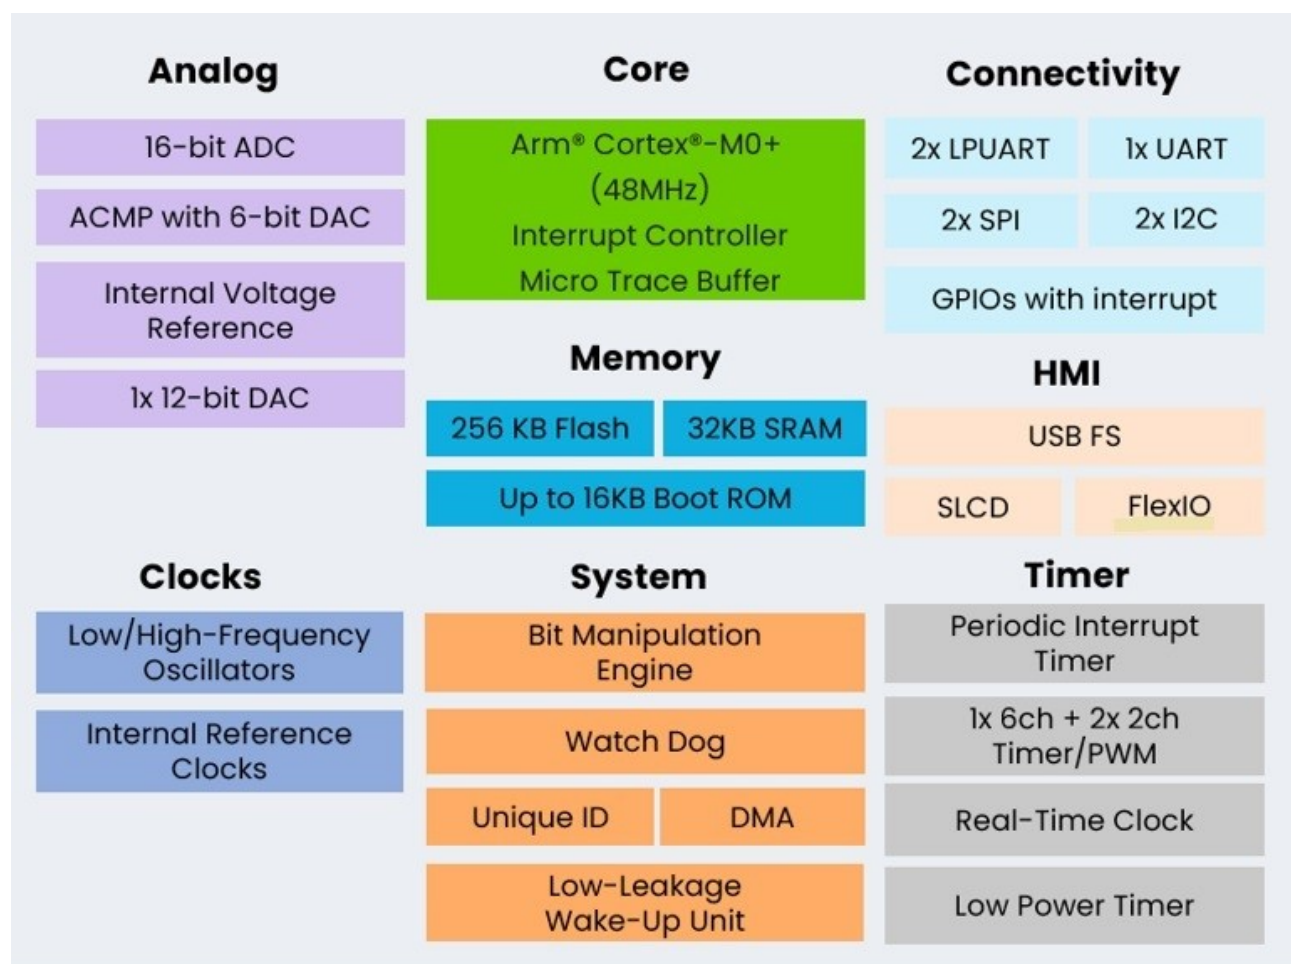 Analog
16-bit ADC
ACMP with 6-bit DAC
Internal Voltage
Reference
1x 12-bit DAC
Core
Arm® Cortex®-M0+
(48MHz)
Interrupt Controller
Micro Trace Buffer
Connectivity
2x LPUART
1x UART
2x SPI
2x I2C
GPIOs with interrupt
Memory
256 KB Flash
32KB SRAM
Up to 16KB Boot ROM
HMI
USB FS
SLCD
FlexIO
Clocks
Low/High-Frequency
Oscillators
Internal Reference
Clocks
System
Bit Manipulation
Engine
Watch Dog
Unique ID
DMA
Low-Leakage
Wake-Up Unit
Timer
Periodic Interrupt
Timer
1x 6ch + 2x 2ch
Timer/PWM
Real-Time Clock
Low Power Timer